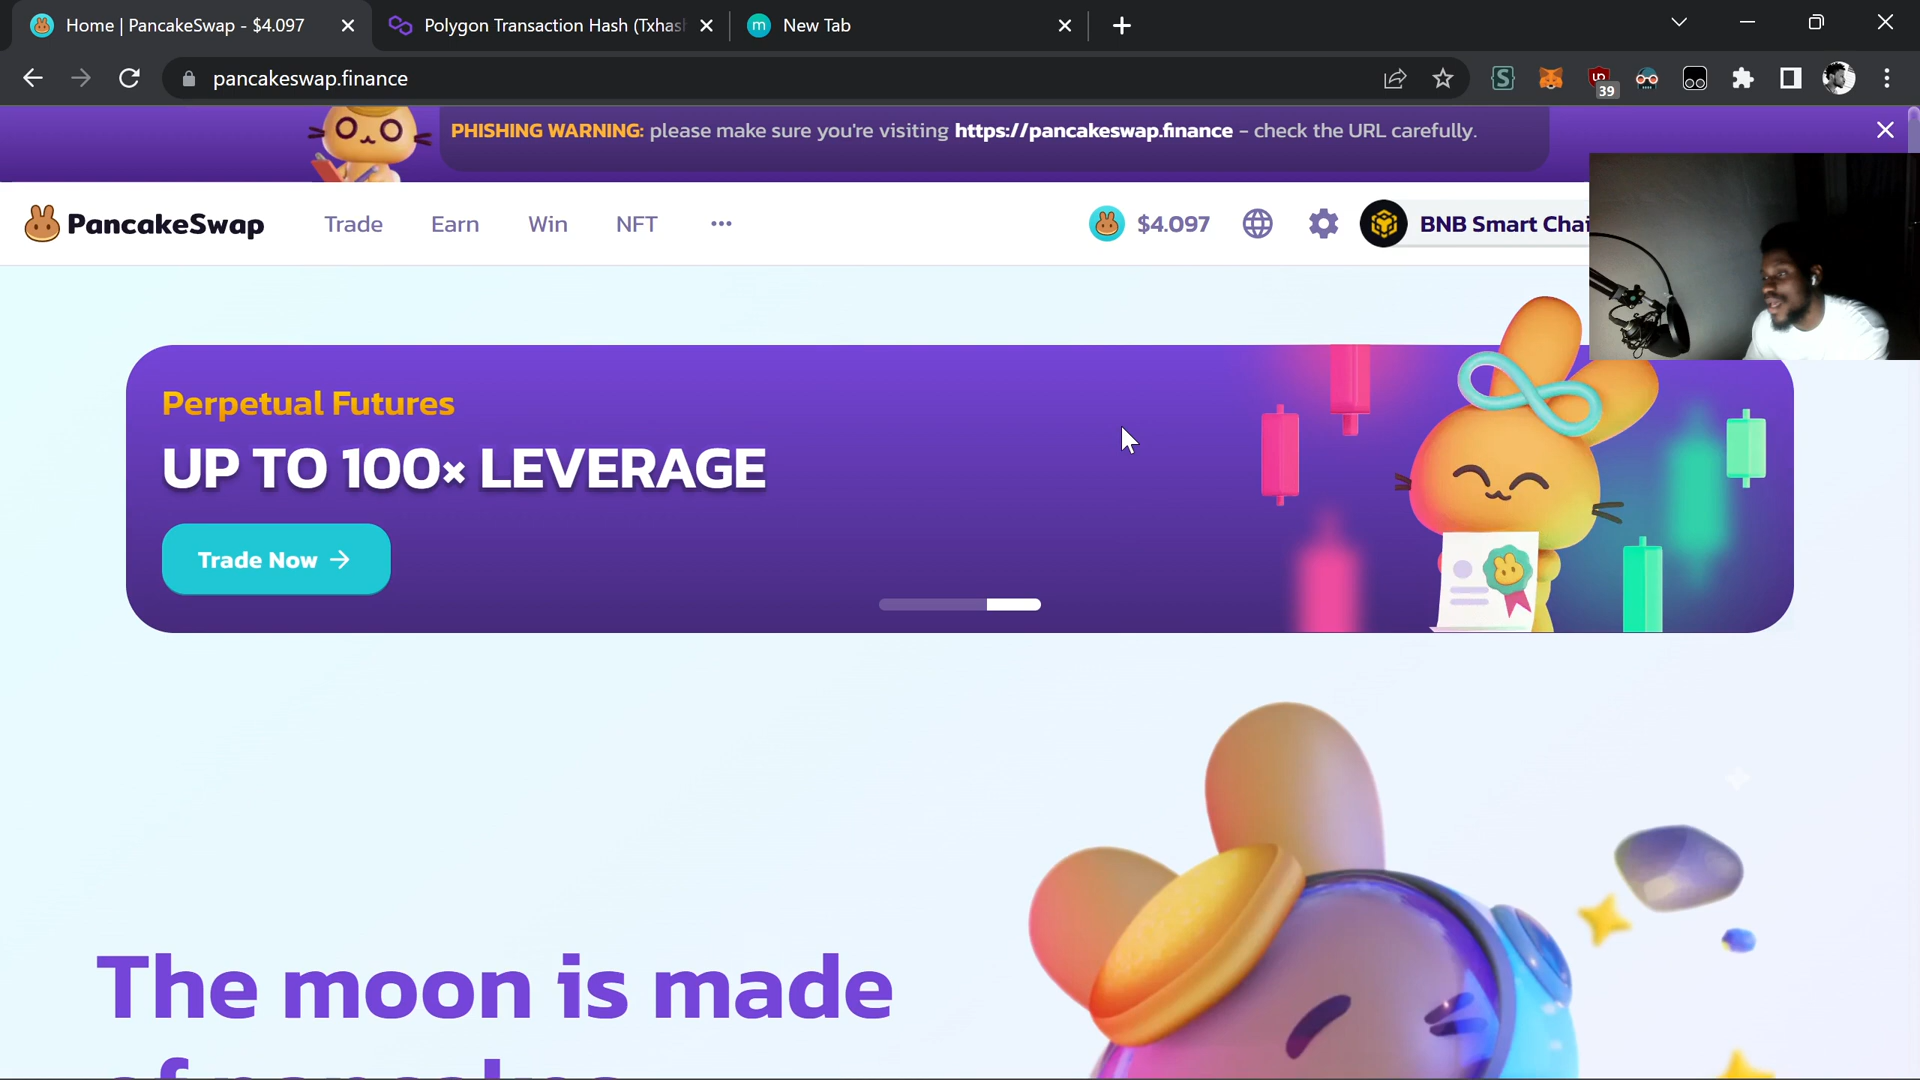 Home | PancakeSwap - $4.097
Polygon Transaction Hash (Txhas
m New Tab
pancakeswap.finance
39
PHISHING WARNING: please make sure you're visiting https://pancakeswap.finance - check the URL carefully.
PancakeSwap
Trade
Earn
Win
NFT
$4.097
BNB Smart Chai
Perpetual Futures
UP TO 100× LEVERAGE
Trade Now →
The moon is made
of pancakes